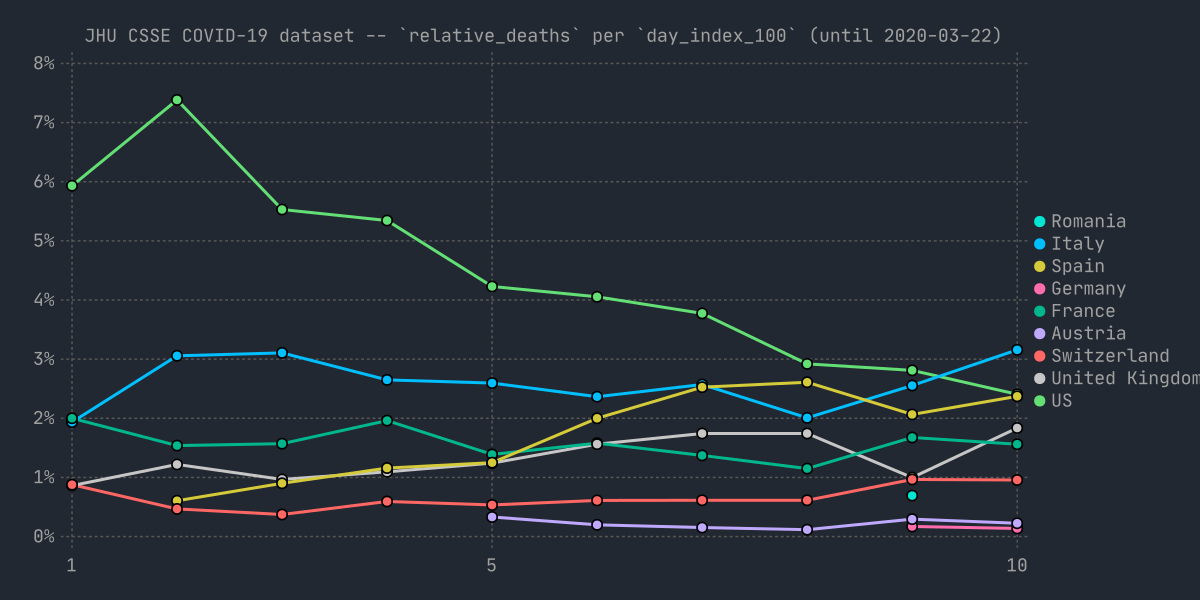 JHU CSSE COVID-19 dataset -- `relative_deaths` per `day_index_100` (until 2020-03-22)
8%
7%
6%
5%
4%
3%
2%
1%
0%
1
5
10
Romania
Italy
Spain
Germany
France
Austria
Switzerland
United Kingdom
US